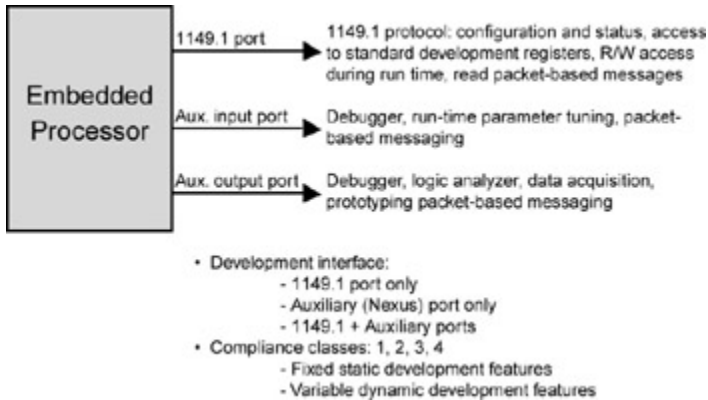 Embedded
Processor
1149.1 port
1149.1 protocol: configuration and status, access
to standard development registers, R/W access
during run time, read packet-based messages
Aux. input port
Debugger, run-time parameter tuning, packet-
based messaging
Aux. output port
Debugger, logic analyzer, data acquisition,
prototyping packet-based messaging
• Development interface:
- 1149.1 port only
- Auxiliary (Nexus) port only
- 1149.1 + Auxiliary ports
• Compliance classes: 1, 2, 3, 4
- Fixed static development features
- Variable dynamic development features